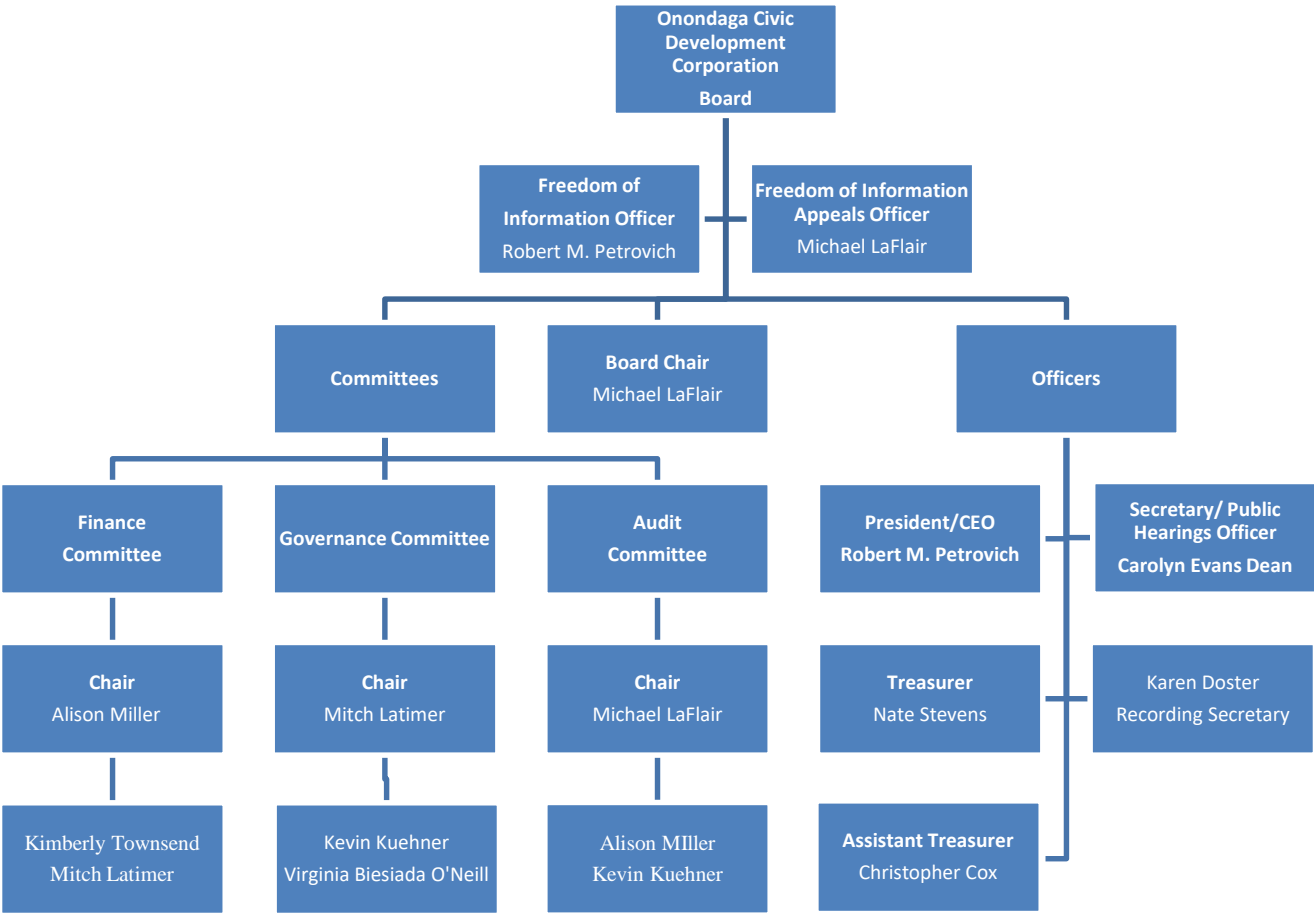 Onondaga Civic
Development
Corporation
Board
Freedom of
Information Officer
Robert M. Petrovich
Freedom of Information
Appeals Officer
Michael LaFlair
Committees
Board Chair
Michael LaFlair
Officers
Finance
Committee
Governance Committee
Audit
Committee
President/CEO
Robert M. Petrovich
Secretary/ Public
Hearings Officer
Carolyn Evans Dean
Chair
Alison Miller
Chair
Mitch Latimer
Chair
Michael LaFlair
Treasurer
Nate Stevens
Karen Doster
Recording Secretary
Kimberly Townsend
Mitch Latimer
Kevin Kuehner
Virginia Biesiada O'Neill
Alison MIller
Kevin Kuehner
Assistant Treasurer
Christopher Cox